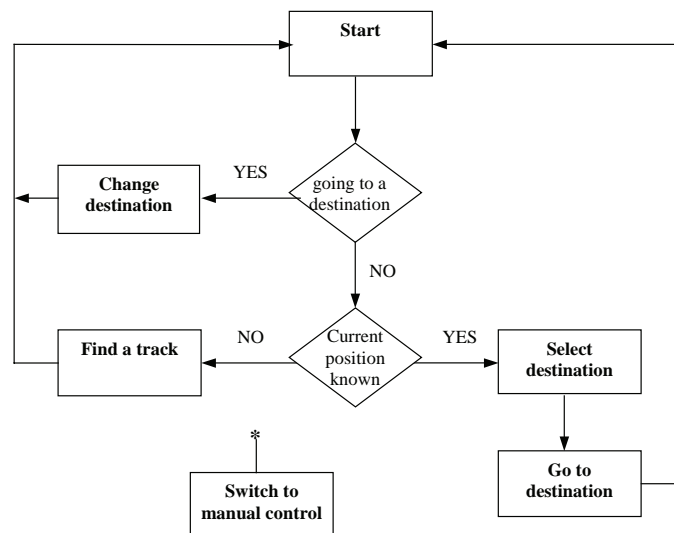 Start
YES
going to a
destination
Change
destination
NO
Current
position
known
NO
Find a track
YES
Select
destination
*
Switch to
manual control
Go to
destination